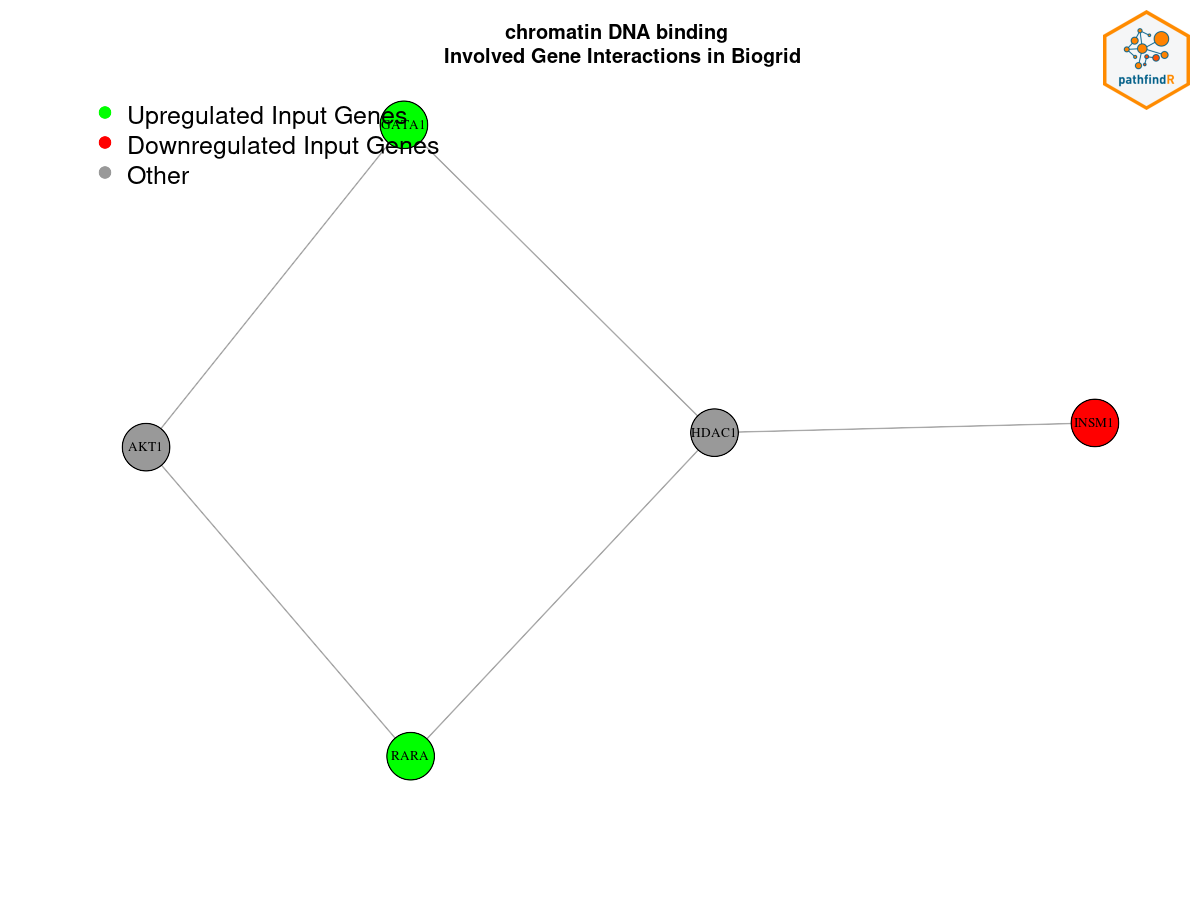 chromatin DNA binding
Involved Gene Interactions in Biogrid
pathfindR
Upregulated Input Genes
GATA1
Downregulated Input Genes
Other
INSM1
HDAC1
AKT1
RARA